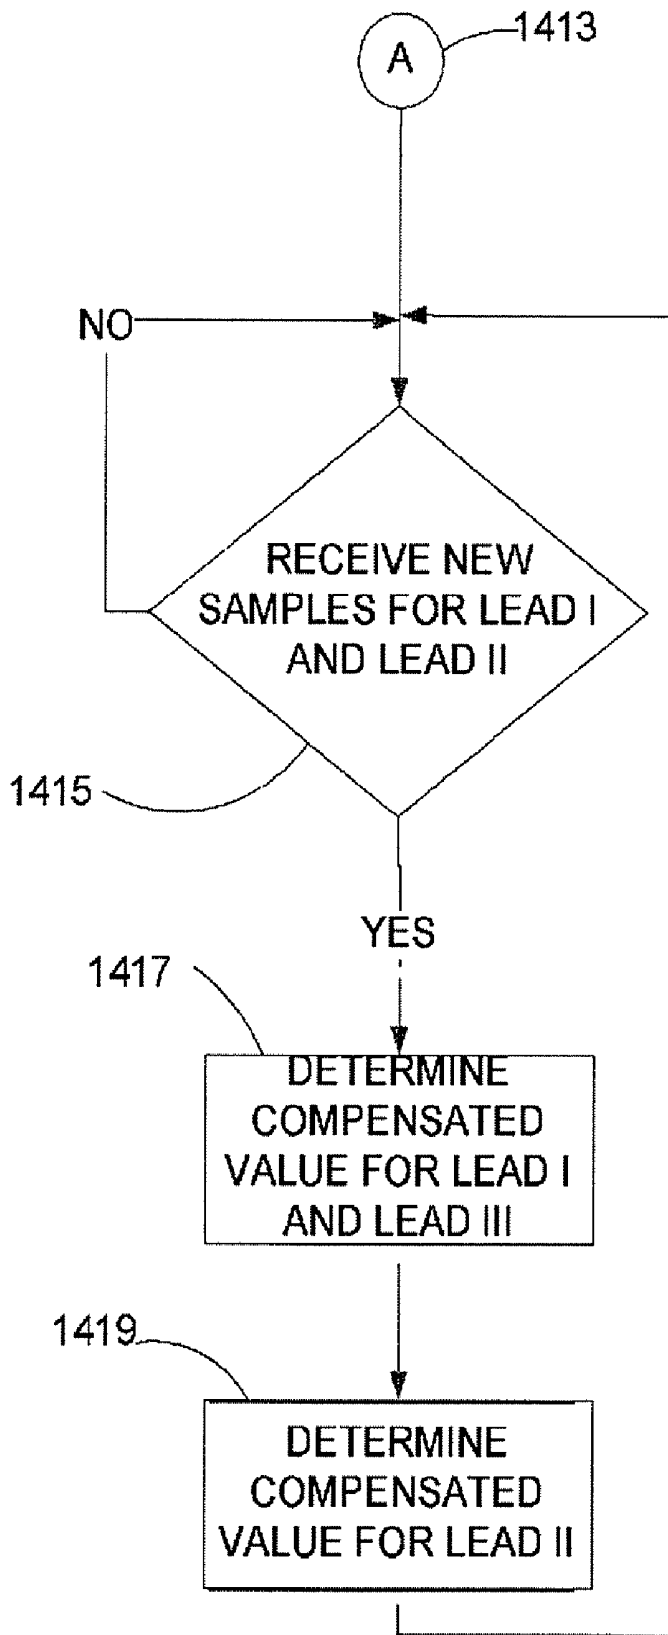 A
1413
NO
RECEIVE NEW
SAMPLES FOR LEAD I
AND LEAD II
1415
YES
1417
DETERMINE
COMPENSATED
VALUE FOR LEAD I
AND LEAD III
1419
DETERMINE
COMPENSATED
VALUE FOR LEAD II